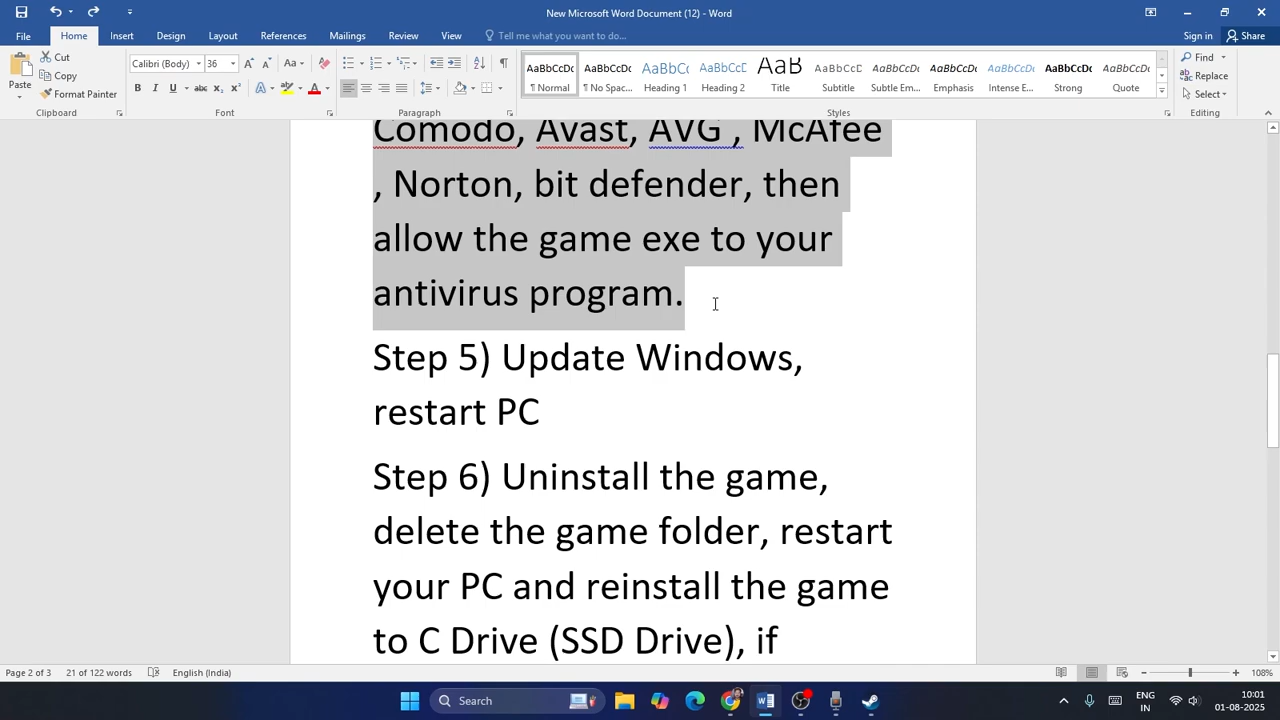 New Microsoft Word Document (12) - Word
File Home Insert Design Layout References Mailings Review View Tell me what you want to do... Sign in Share
Paste Cut Copy Format Painter
Clipboard
Calibri (Body) 36
B I U abc X₂ X² A A
Font
Paragraph
AaBbCcDc AaBbCcDc AaBbCc AaBbCcD AaB AaBbCcD AaBbCcDc AaBbCcDc AaBbCcDc AaBbCcDc AaBbCcDc
¶ Normal ¶ No Spac... Heading 1 Heading 2 Title Subtitle Subtle Em... Emphasis Intense E... Strong Quote
Styles
Find
Replace
Select
Editing
Comodo, Avast, AVG , McAfee
, Norton, bit defender, then
allow the game exe to your
antivirus program.
Step 5) Update Windows,
restart PC
Step 6) Uninstall the game,
delete the game folder, restart
your PC and reinstall the game
to C Drive (SSD Drive), if
Page 2 of 3 21 of 122 words English (India) 108%
Search
ENG
IN
10:01
01-08-2025